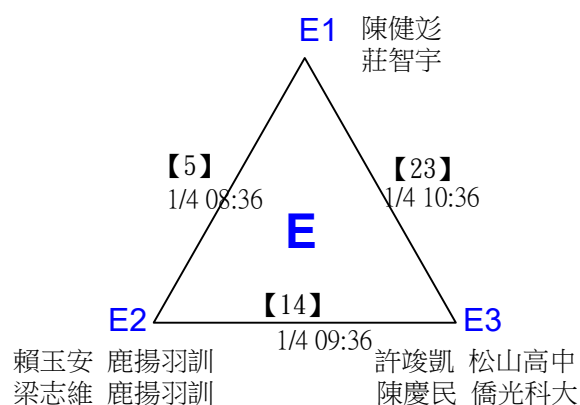 E1 陳健彣
莊智宇
【5】
1/4 08:36
【23】
1/4 10:36
E
【14】
1/4 09:36
E2
E3
賴玉安 鹿揚羽訓
梁志維 鹿揚羽訓
許竣凱 松山高中
陳慶民 僑光科大